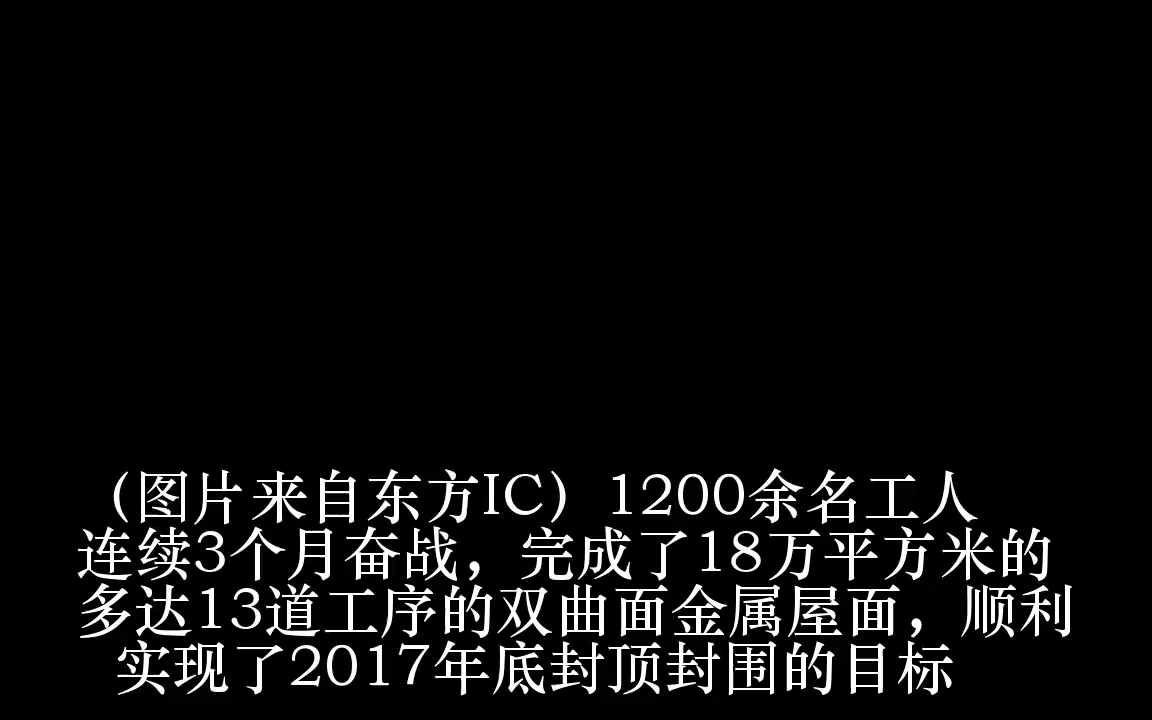 （图片来自东方IC）1200余名工人
连续3个月奋战，完成了18万平方米的
多达13道工序的双曲面金属屋面，顺利
实现了2017年底封顶封围的目标